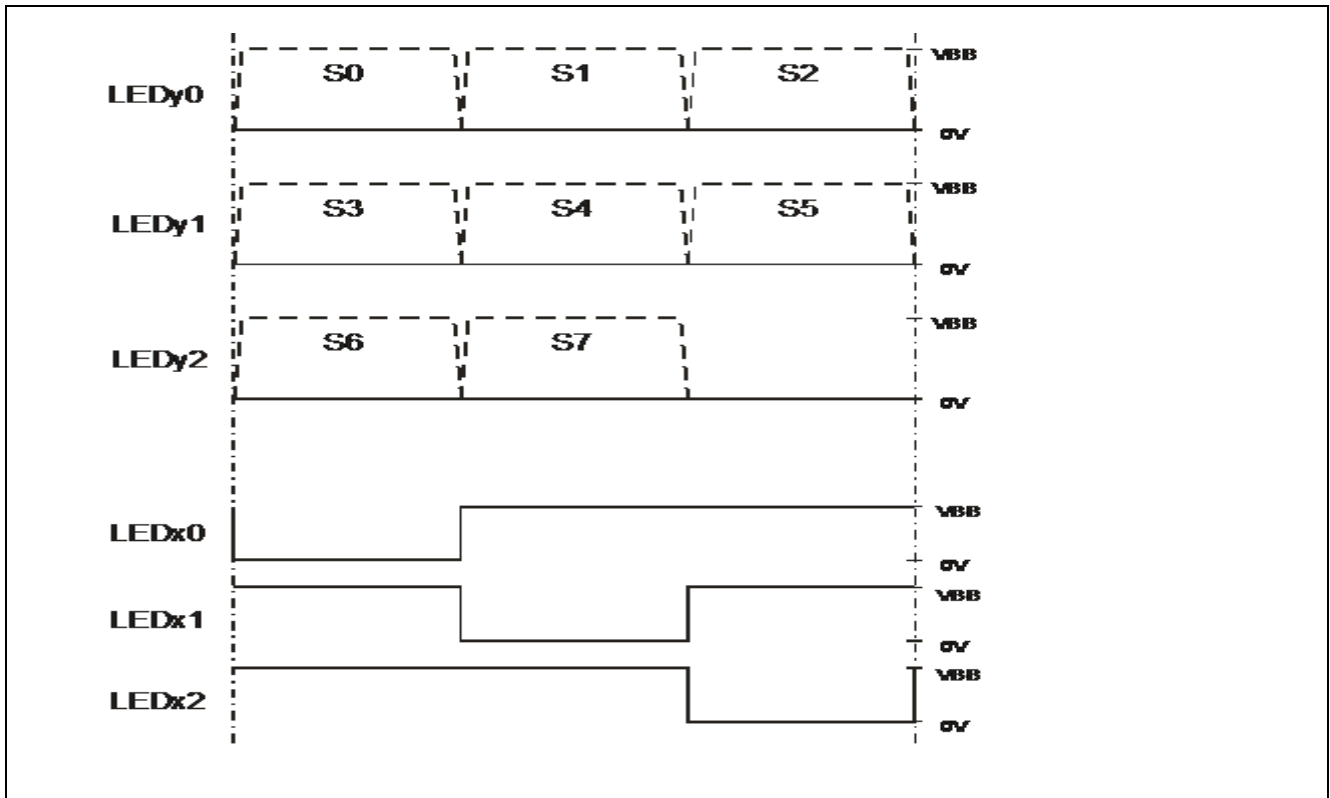 VBB
S0 S1 S2
LEDy0
0V
VBB
S3 S4 S5
LEDy1
0V
VBB
S6 S7
LEDy2
0V
VBB
LEDx0
0V
VBB
LEDx1
0V
VBB
LEDx2
0V